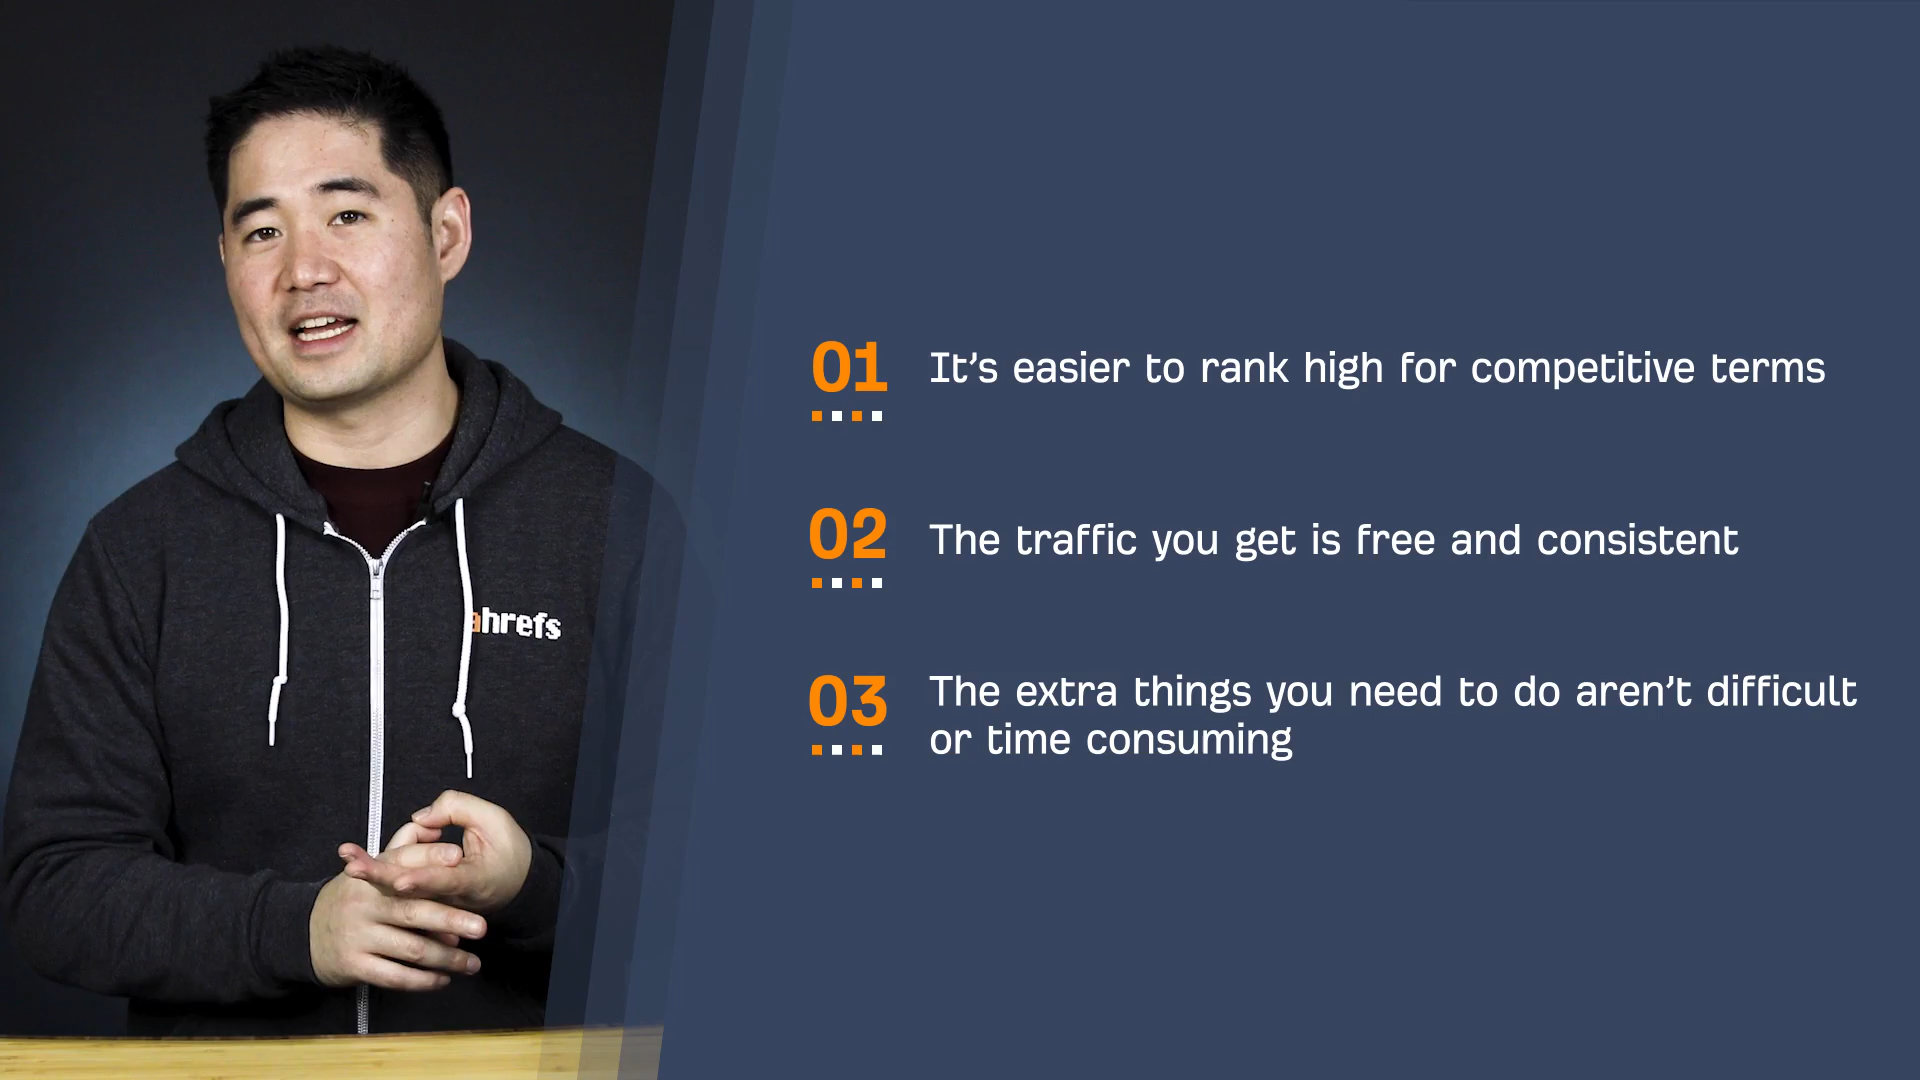 ahrefs
01 It’s easier to rank high for competitive terms
02 The traffic you get is free and consistent
03 The extra things you need to do aren’t difficult
or time consuming